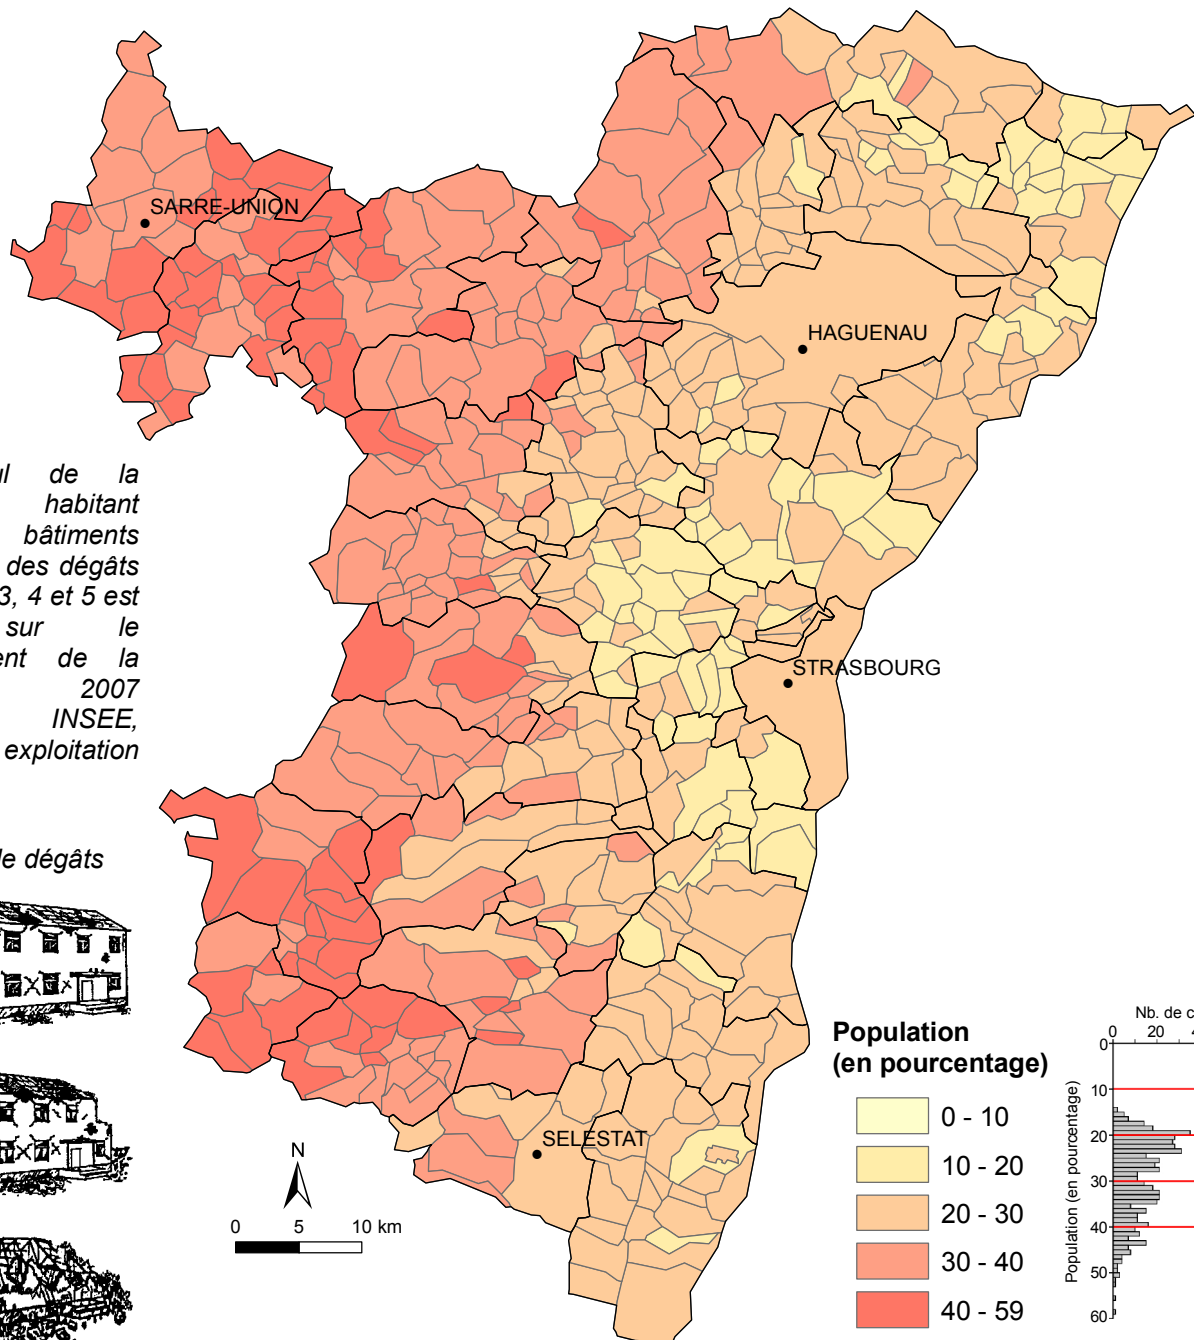 SARRE-UNION
HAGUENAU
de la
habitant
bâtiments
des dégâts
3, 4 et 5 est
sur le
de la
2007
INSEE,
exploitation
STRASBOURG
de dégâts
SELESTAT
N
0 5 10 km
Population
(en pourcentage)
0 - 10
10 - 20
20 - 30
30 - 40
40 - 59
Nb. de c
0 20 4
Population (en pourcentage)
0
10
20
30
40
50
60